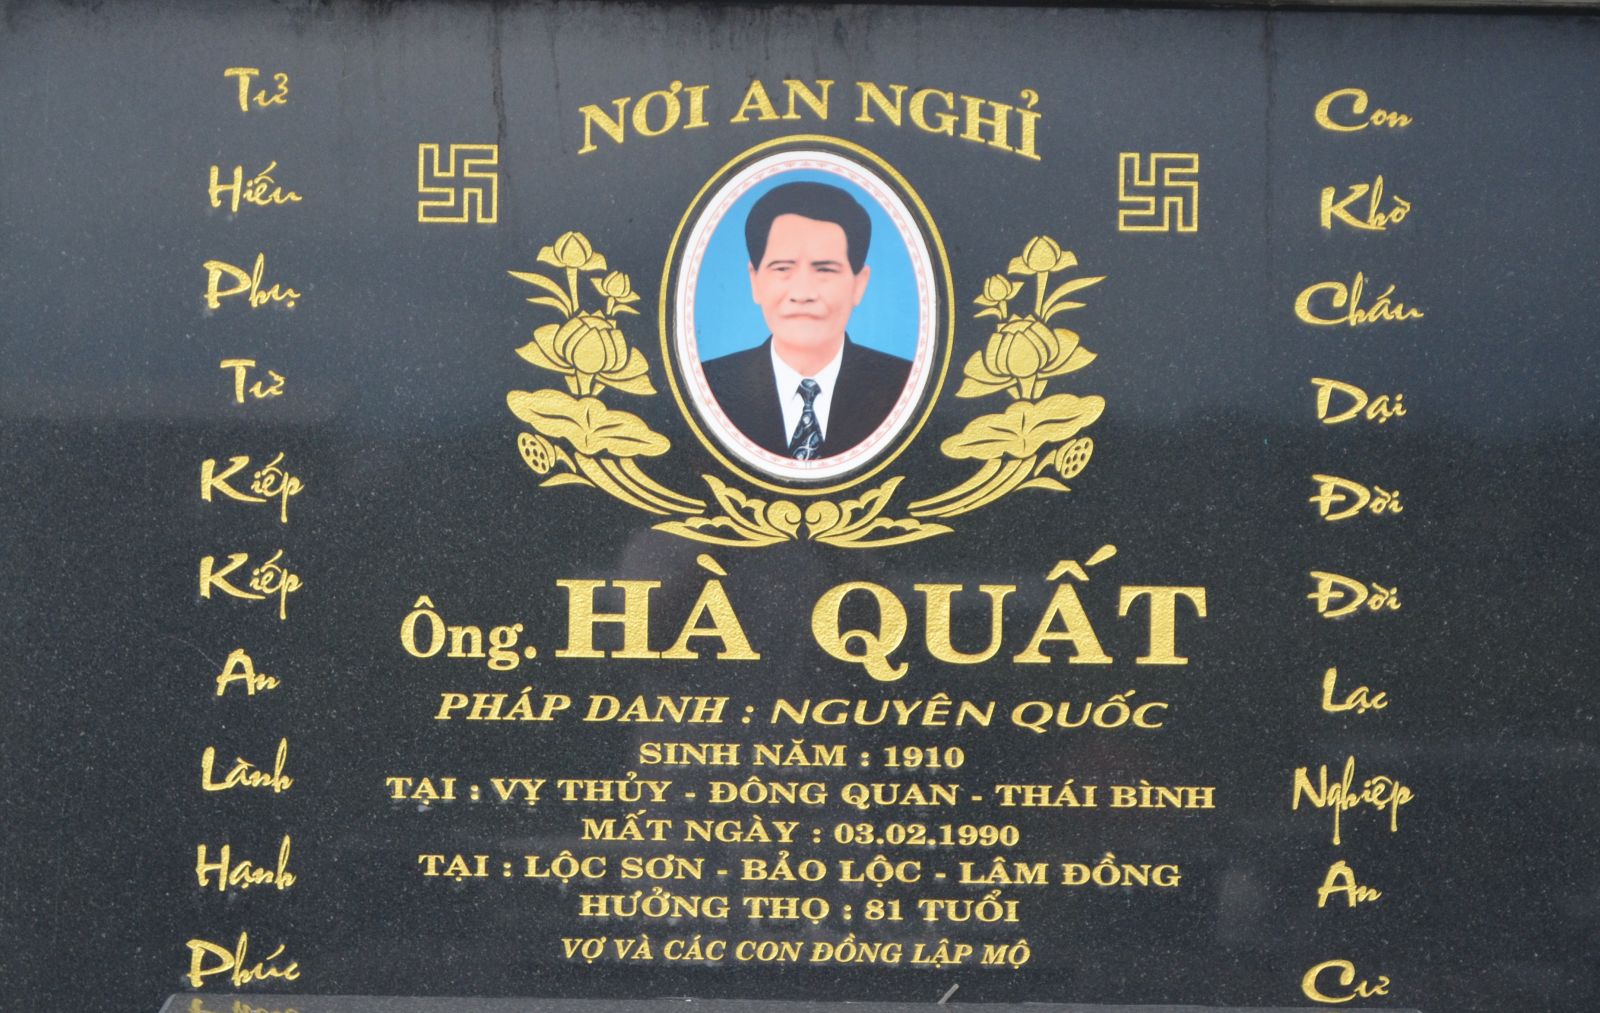 NƠI AN NGHỈ
Tử
Hiếu
Phụ
Từ
Kiếp
Kiếp
An
Lành
Hạnh
Phúc
Ông. HÀ QUẤT
PHÁP DANH : NGUYÊN QUỐC
SINH NĂM : 1910
TẠI : VỴ THỦY - ĐÔNG QUAN - THÁI BÌNH
MẤT NGÀY : 03.02.1990
TẠI : LỘC SƠN - BẢO LỘC - LÂM ĐỒNG
HƯỞNG THỌ : 81 TUỔI
VỢ VÀ CÁC CON ĐỒNG LẬP MỘ
Con
Khờ
Cháu
Dại
Đời
Đời
Lạc
Nghiệp
An
Cư